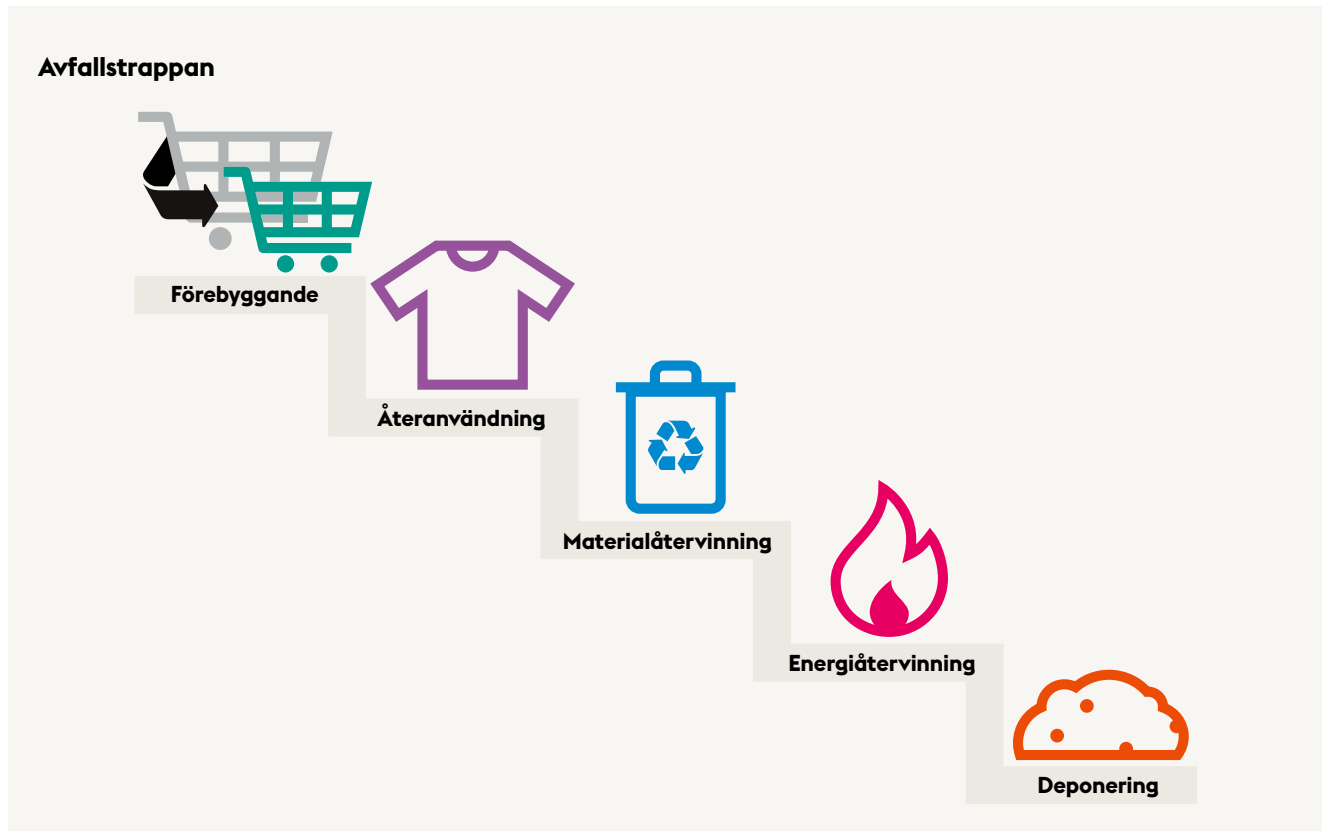 Avfallstrappan
Förebyggande
Återanvändning
Materialåtervinning
Energiåtervinning
Deponering